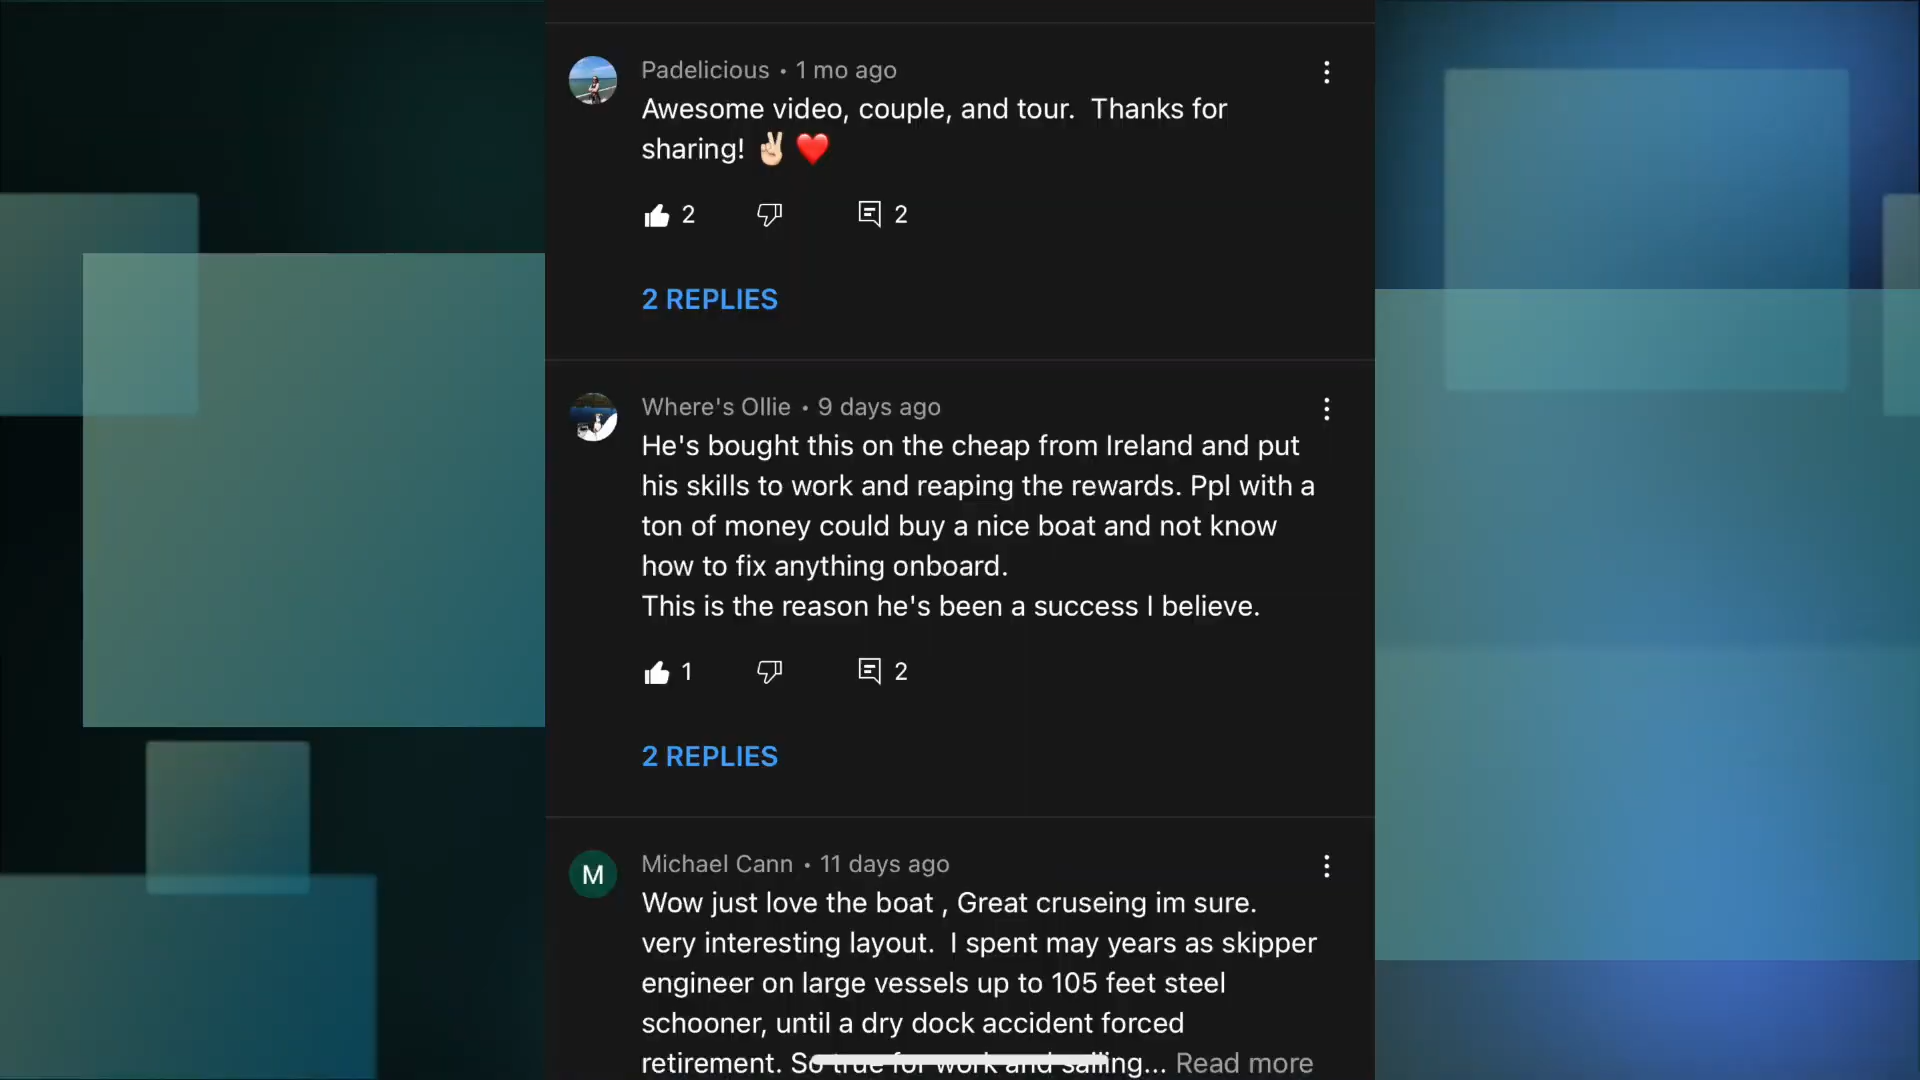 Padelicious • 1 mo ago
Awesome video, couple, and tour.  Thanks for
sharing! ✌🏻 ❤️
2 2
2 REPLIES
Where's Ollie • 9 days ago
He's bought this on the cheap from Ireland and put
his skills to work and reaping the rewards. Ppl with a
ton of money could buy a nice boat and not know
how to fix anything onboard.
This is the reason he's been a success I believe.
1 2
2 REPLIES
M
Michael Cann • 11 days ago
Wow just love the boat , Great cruseing im sure.
very interesting layout.  I spent may years as skipper
engineer on large vessels up to 105 feet steel
schooner, until a dry dock accident forced
retirement. So true for work and sailing... Read more